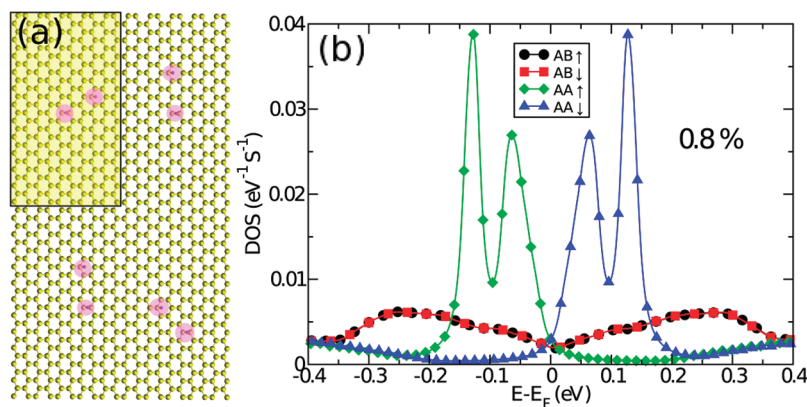 (a)
(b)
AB↑
AB↓
AA↑
AA↓
0.8 %
DOS (eV⁻¹ S⁻¹)
0.04
0.03
0.02
0.01
0
-0.4 -0.3 -0.2 -0.1 0 0.1 0.2 0.3 0.4
E-E_F (eV)